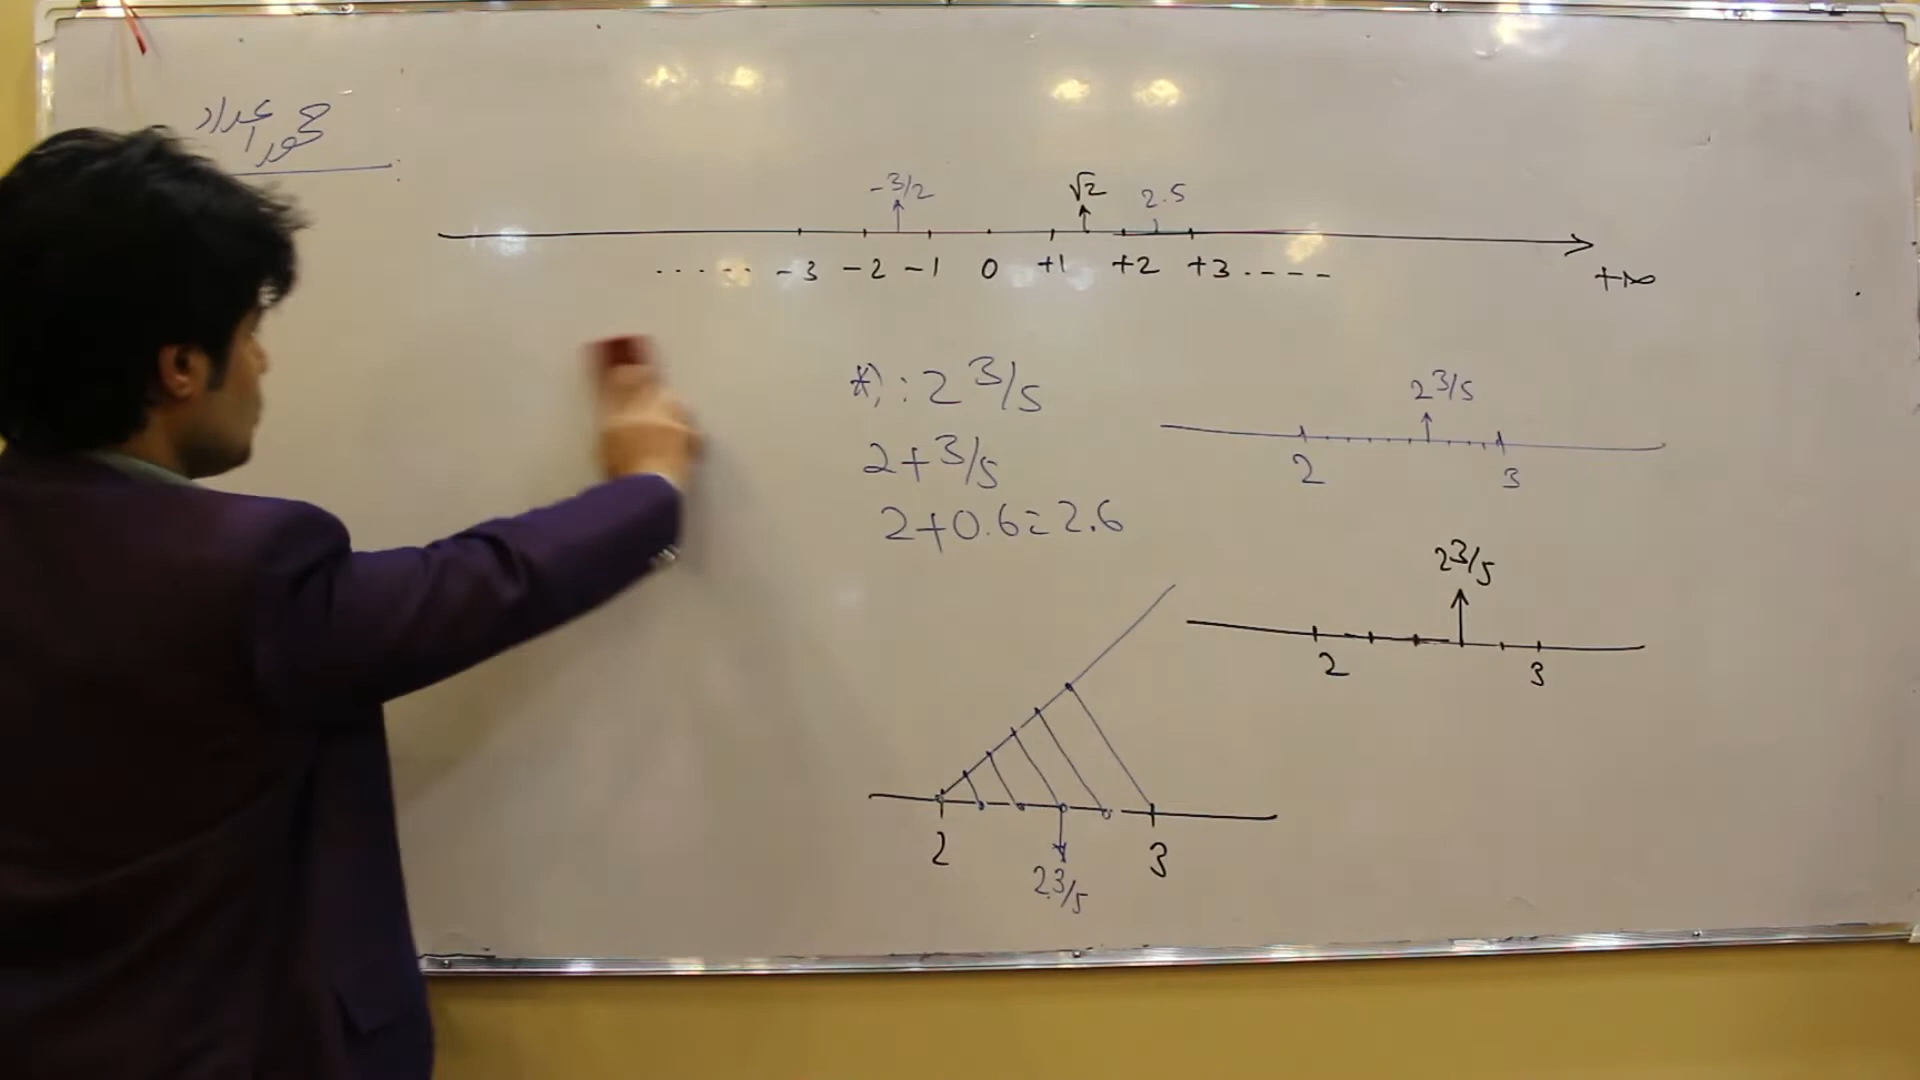 محور اعداد
-3/2 √2 2.5
..... -3 -2 -1 0 +1 +2 +3 ----
+∞
*): 2 3/5
2+3/5
2+0.6=2.6
2 3/5
2 3
2 3/5
2 3
2 3
2 3/5